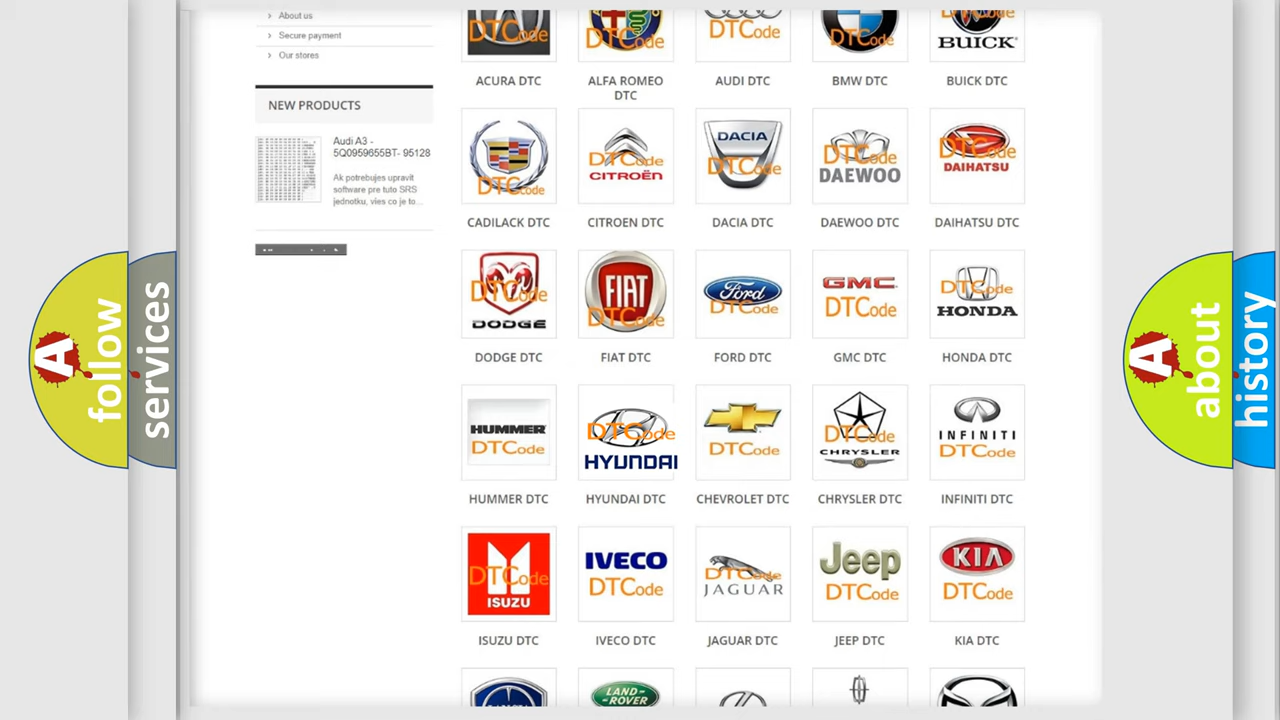 About us
Secure payment
Our stores
NEW PRODUCTS
Audi A3 -
5Q0959655BT- 95128
Ak potrebujes upravit
software pre tuto SRS
jednotku, vies co je to...
DTCode
DTCode
DTCode
DTCode
BUICK
ACURA DTC
ALFA ROMEO
DTC
AUDI DTC
BMW DTC
BUICK DTC
DTCode
DTCode
CITROËN
DACIA
DTCode
DTCode
DAEWOO
DTCode
DAIHATSU
CADILACK DTC
CITROEN DTC
DACIA DTC
DAEWOO DTC
DAIHATSU DTC
DTCode
DODGE
FIAT
DTCode
Ford
DTCode
GMC
DTCode
DTCode
HONDA
DODGE DTC
FIAT DTC
FORD DTC
GMC DTC
HONDA DTC
HUMMER
DTCode
DTCode
HYUNDAI
DTCode
DTCode
CHRYSLER
INFINITI
DTCode
HUMMER DTC
HYUNDAI DTC
CHEVROLET DTC
CHRYSLER DTC
INFINITI DTC
DTCode
ISUZU
IVECO
DTCode
DTCode
JAGUAR
Jeep
DTCode
KIA
DTCode
ISUZU DTC
IVECO DTC
JAGUAR DTC
JEEP DTC
KIA DTC
LAND-
ROVER
A
follow
services
A
about
history